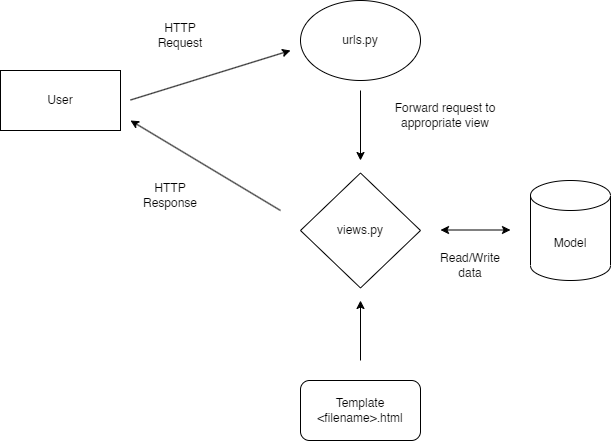 HTTP
Request
urls.py
User
Forward request to
appropriate view
HTTP
Response
views.py
Model
Read/Write
data
Template
<filename>.html